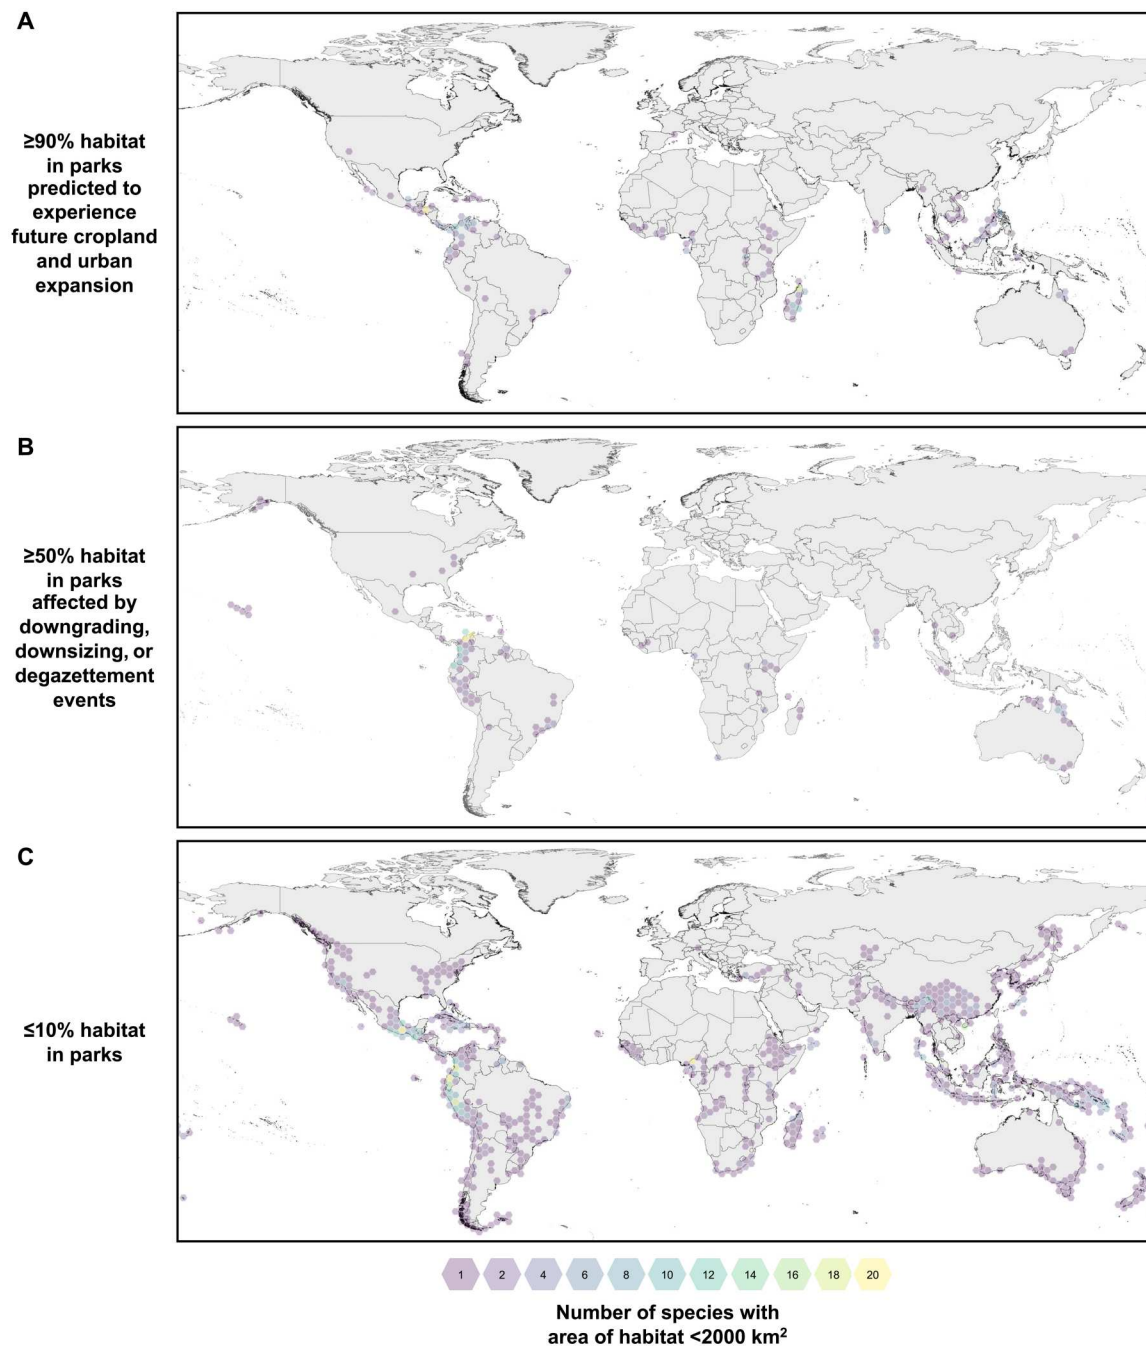 A
≥90% habitat
in parks
predicted to
experience
future cropland
and urban
expansion
B
≥50% habitat
in parks
affected by
downgrading,
downsizing, or
degazettement
events
C
≤10% habitat
in parks
1 2 4 6 8 10 12 14 16 18 20
Number of species with
area of habitat <2000 km²